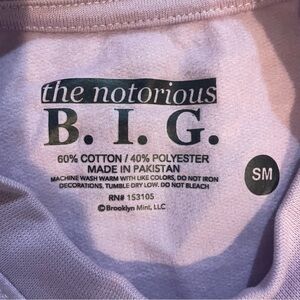 the notorious
B. I. G.
60% COTTON / 40% POLYESTER
MADE IN PAKISTAN
MACHINE WASH WARM WITH LIKE COLORS, DO NOT IRON
DECORATIONS. TUMBLE DRY LOW. DO NOT BLEACH
RN# 153105
©Brooklyn Mint, LLC
SM